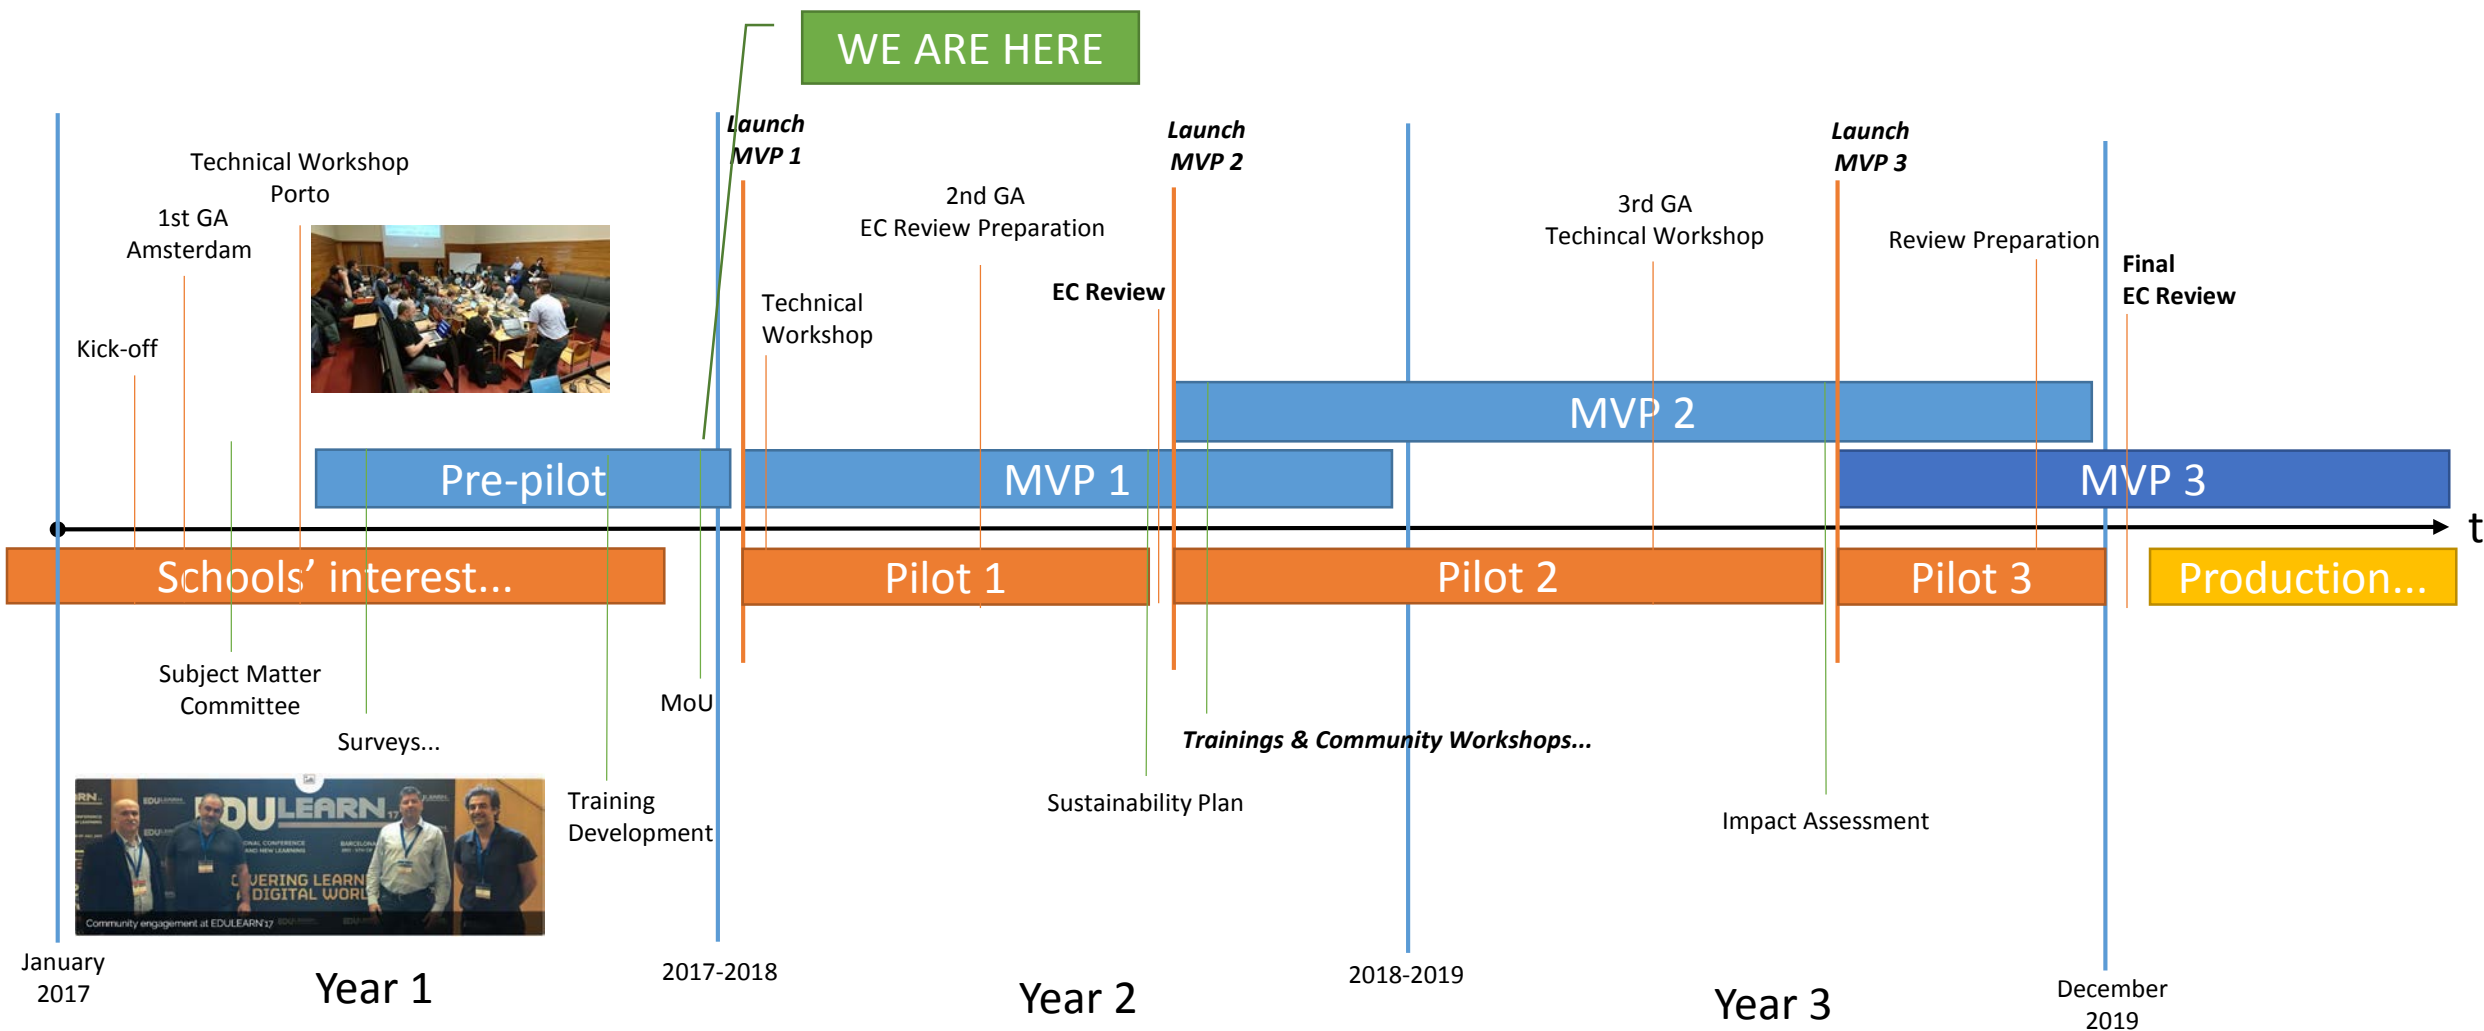 WE ARE HERE
Launch
MVP 1
Launch
MVP 2
Launch
MVP 3
Technical Workshop
Porto
1st GA
Amsterdam
Kick-off
2nd GA
EC Review Preparation
Technical
Workshop
EC Review
3rd GA
Techincal Workshop
Review Preparation
Final
EC Review
MVP 2
Pre-pilot
MVP 1
MVP 3
t
Schools' interest...
Pilot 1
Pilot 2
Pilot 3
Production...
Subject Matter
Committee
Surveys...
MoU
Training
Development
Trainings & Community Workshops...
Sustainability Plan
Impact Assessment
EDULEARN17
BARCELONA
DIGITAL WORL
Community engagement at EDULEARN'17
January
2017
Year 1
2017-2018
Year 2
2018-2019
Year 3
December
2019